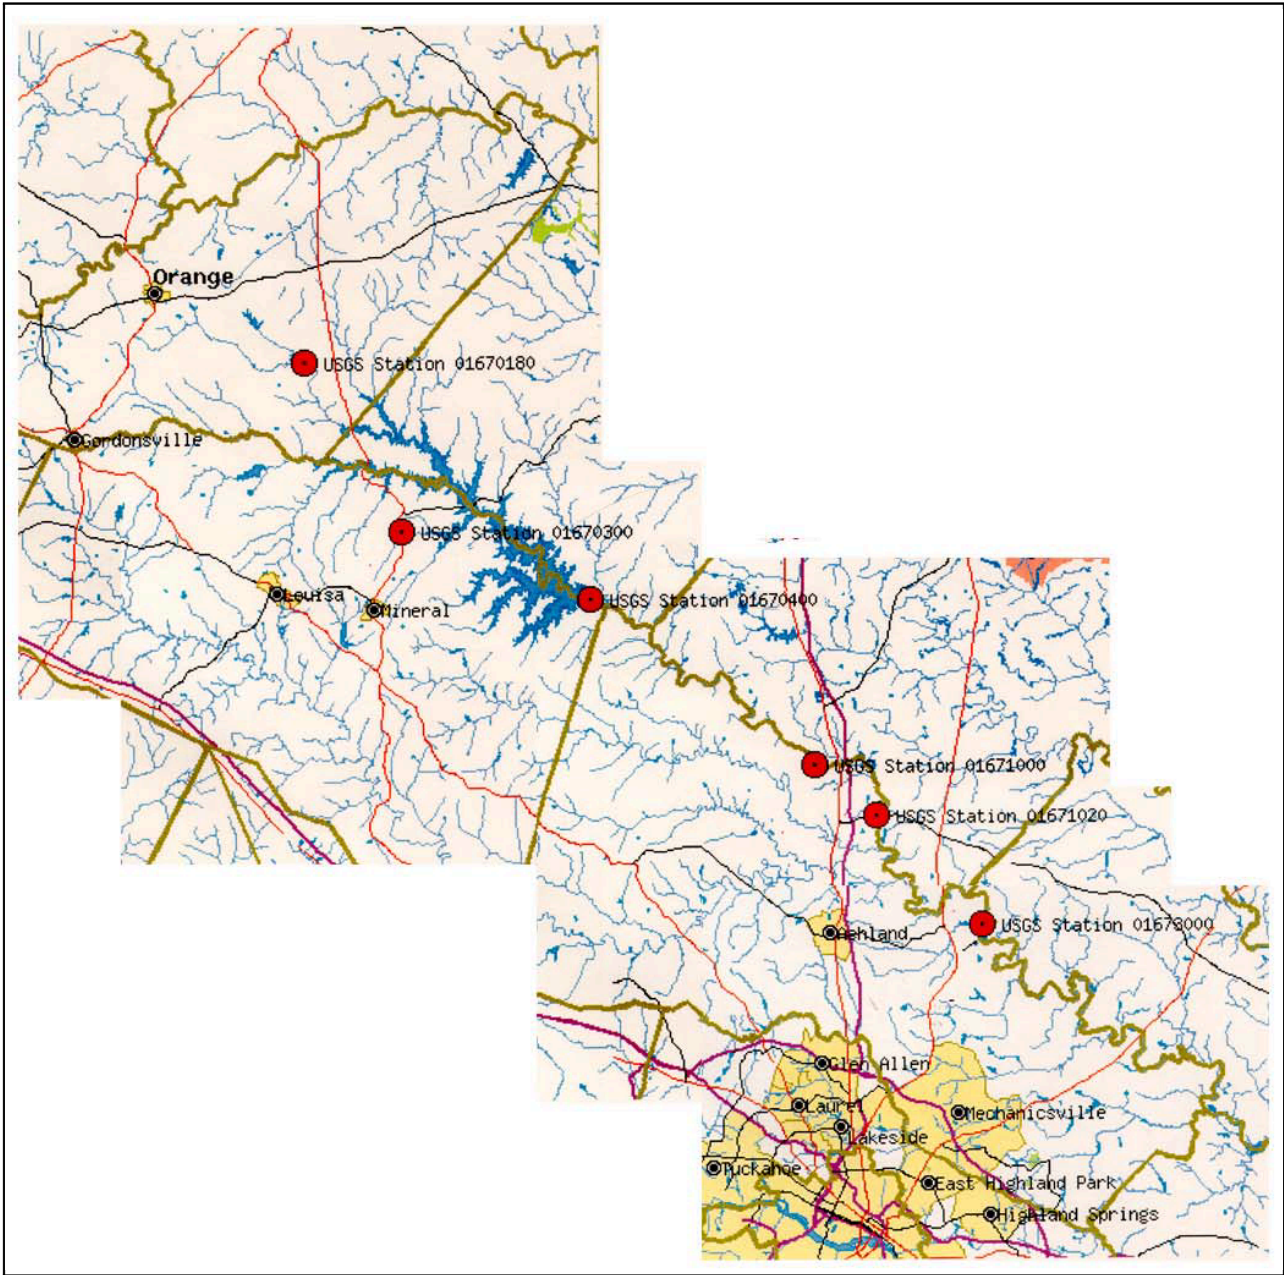 Orange
USGS Station 01670180
Gordonsville
USGS Station 01670300
Louisa
USGS Station 01670400
Mineral
USGS Station 01671000
USGS Station 01671020
USGS Station 01673000
Ashland
Glen Allen
Laurel
Mechanicsville
Lakeside
Tuckahoe
East Highland Park
Highland Springs